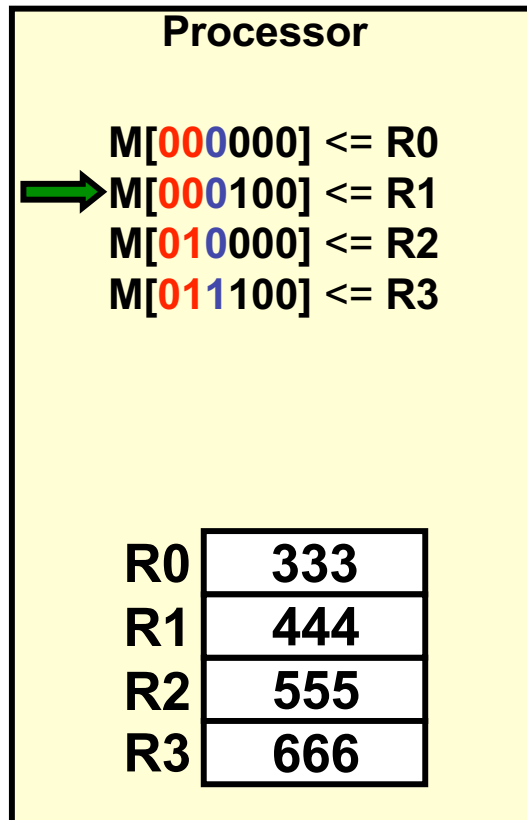 Processor
M[000000] <= R0
M[000100] <= R1
M[010000] <= R2
M[011100] <= R3
R0 333
R1 444
R2 555
R3 666